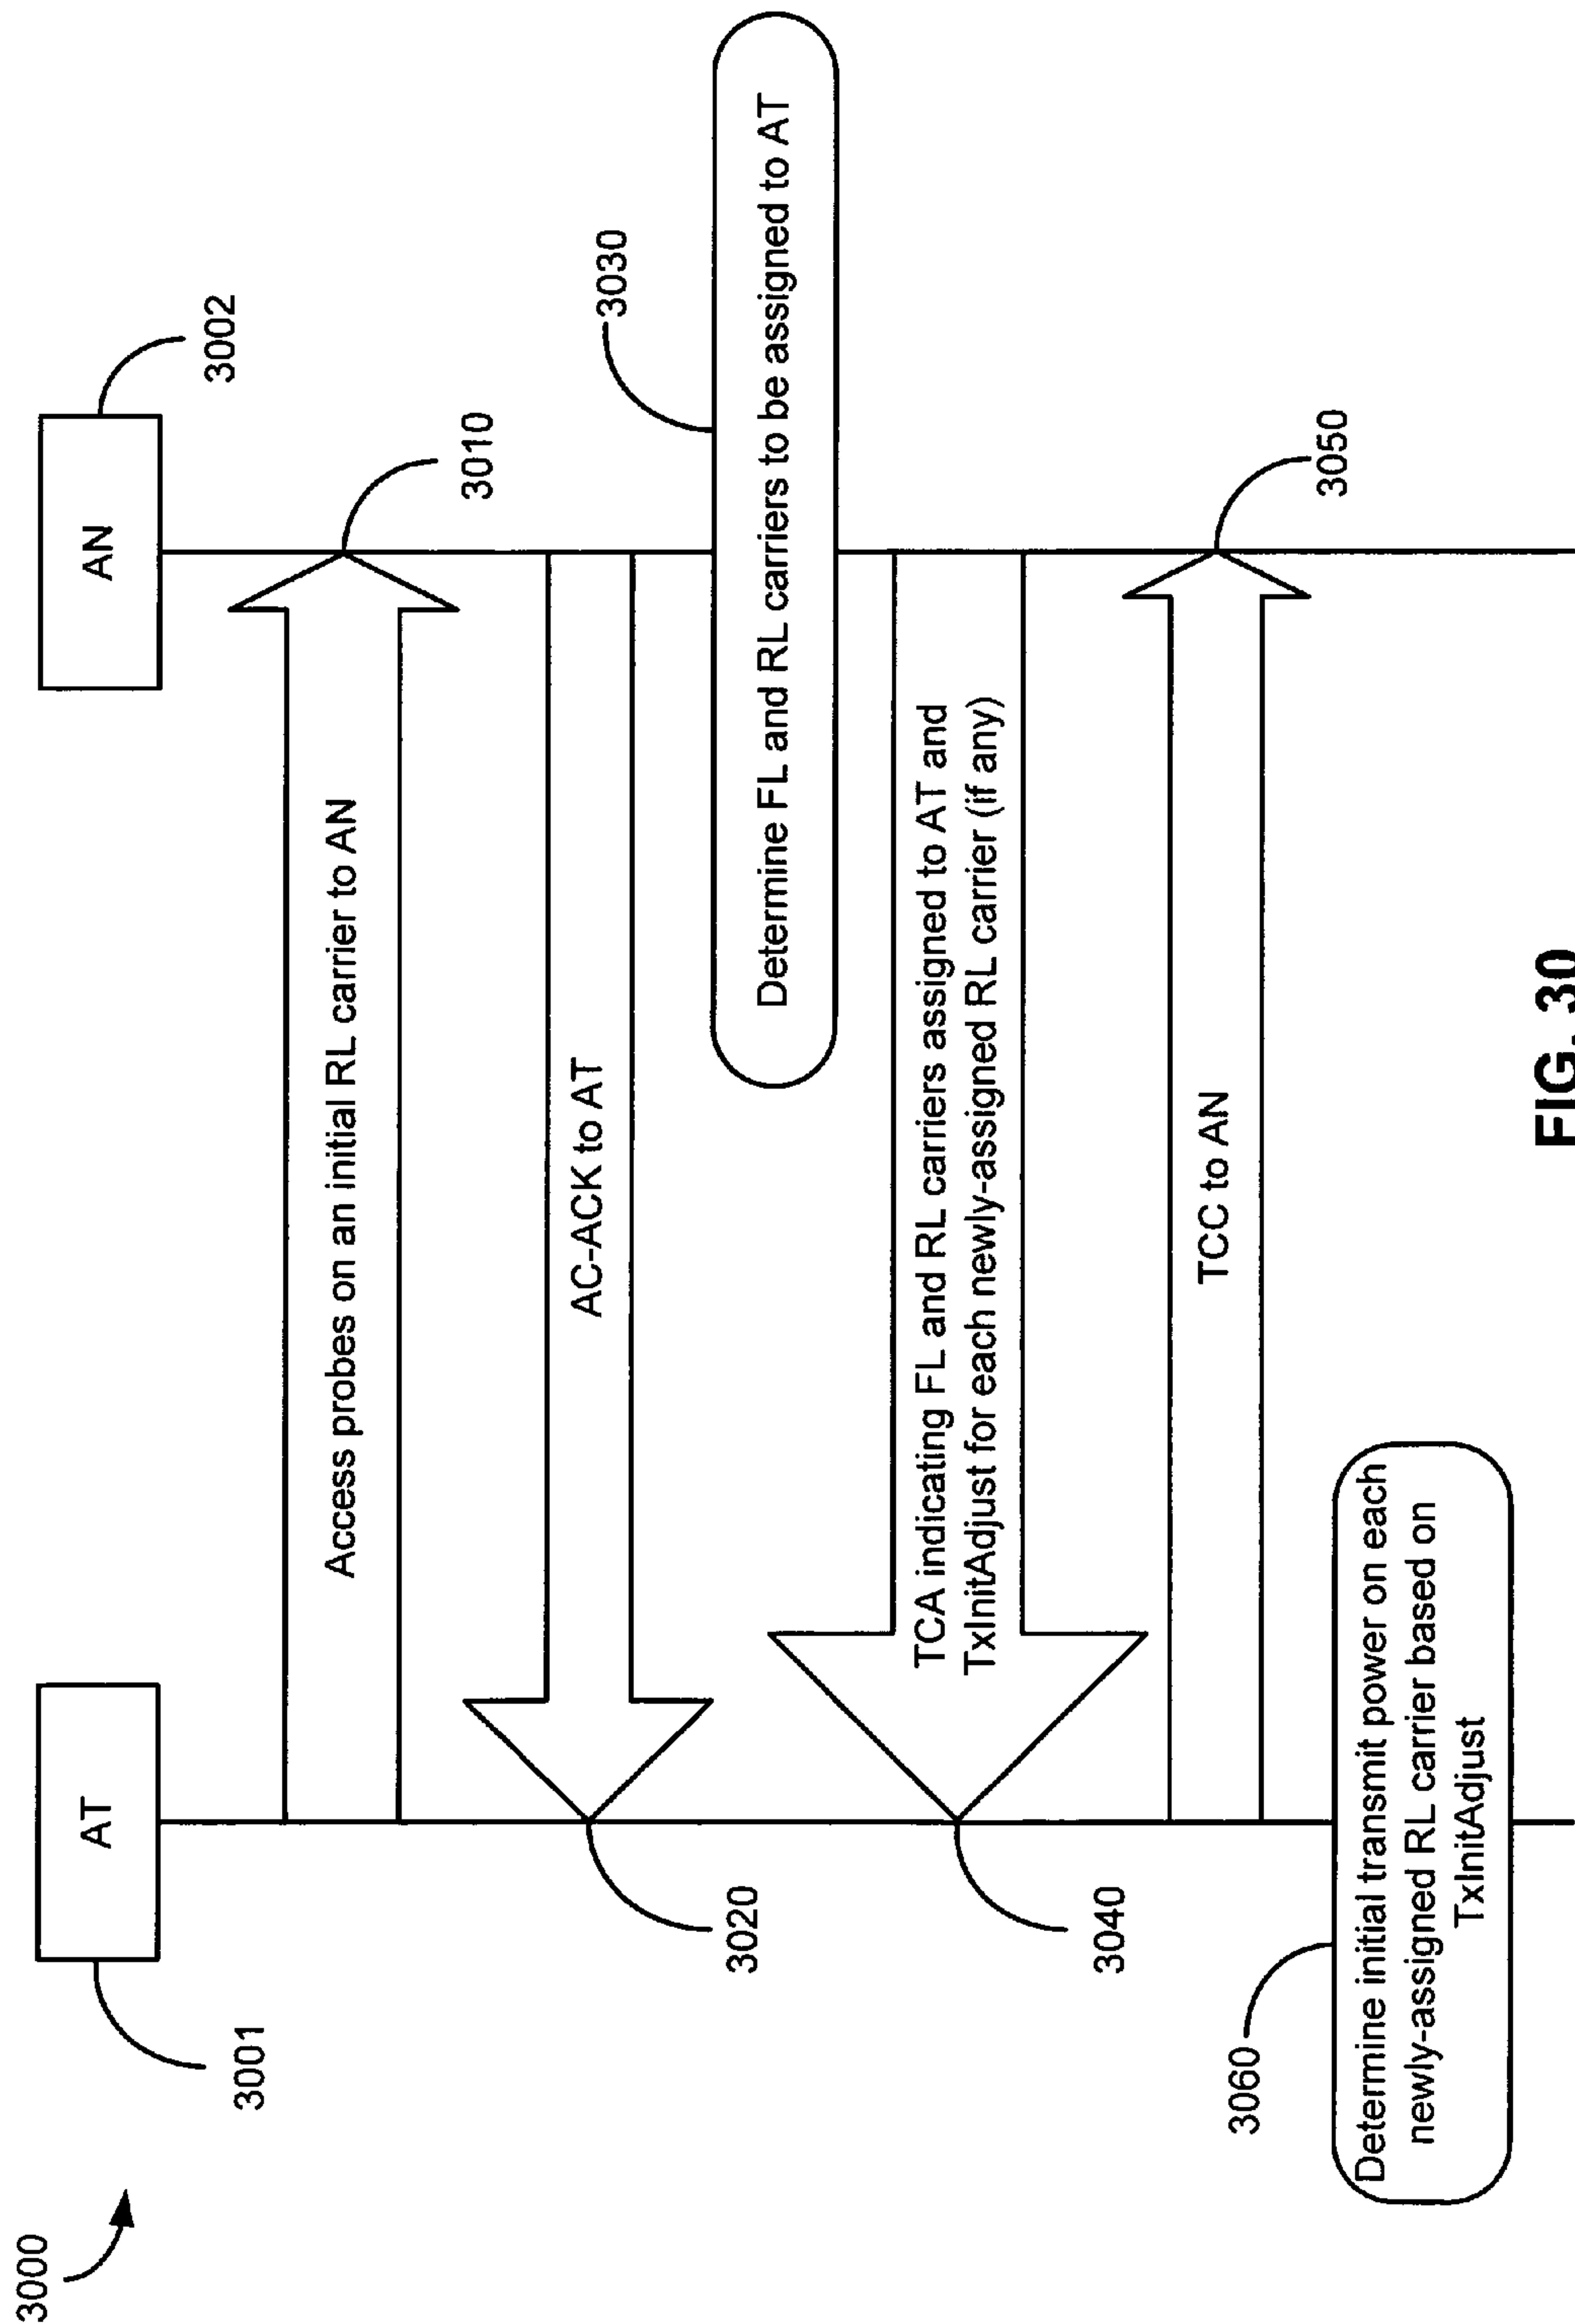 3000
AT
3001
AN
3002
Access probes on an initial RL carrier to AN
3010
AC-ACK to AT
3020
3030
Determine FL and RL carriers to be assigned to AT
TCA indicating FL and RL carriers assigned to AT and
TxInitAdjust for each newly-assigned RL carrier (if any)
3040
TCC to AN
3050
3060
Determine initial transmit power on each
newly-assigned RL carrier based on
TxInitAdjust
FIG. 30